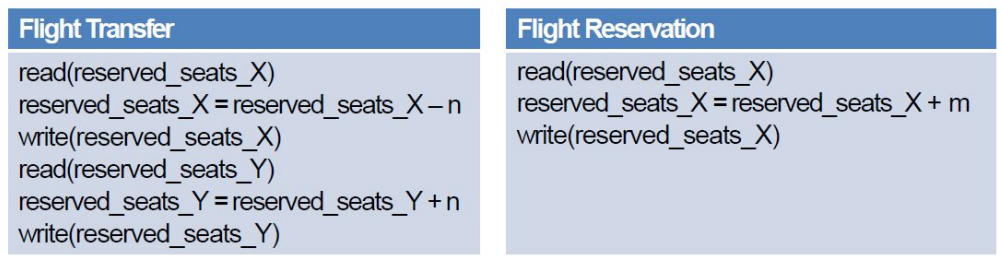 Flight Transfer
read(reserved_seats_X)
reserved_seats_X = reserved_seats_X – n
write(reserved_seats_X)
read(reserved_seats_Y)
reserved_seats_Y = reserved_seats_Y + n
write(reserved_seats_Y)
Flight Reservation
read(reserved_seats_X)
reserved_seats_X = reserved_seats_X + m
write(reserved_seats_X)